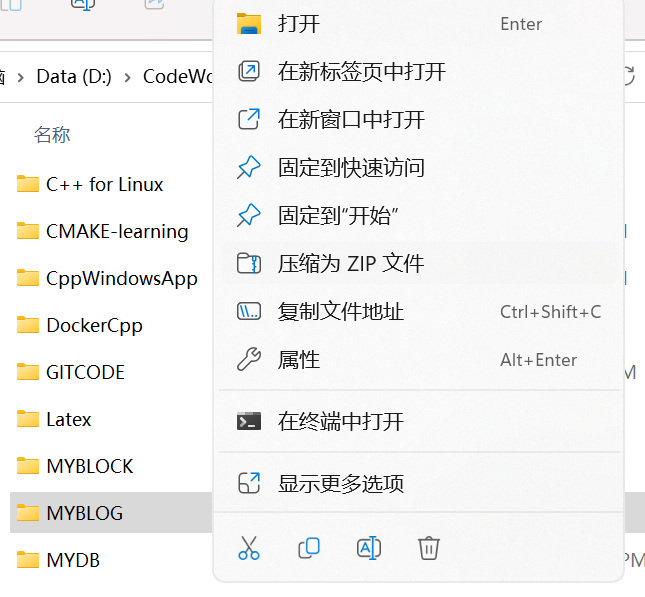 Data (D:) > CodeWo
名称
C++ for Linux
CMAKE-learning
CppWindowsApp
DockerCpp
GITCODE
Latex
MYBLOCK
MYBLOG
MYDB
打开 Enter
在新标签页中打开
在新窗口中打开
固定到快速访问
固定到"开始"
压缩为 ZIP 文件
复制文件地址 Ctrl+Shift+C
属性 Alt+Enter
在终端中打开
显示更多选项
M
PM